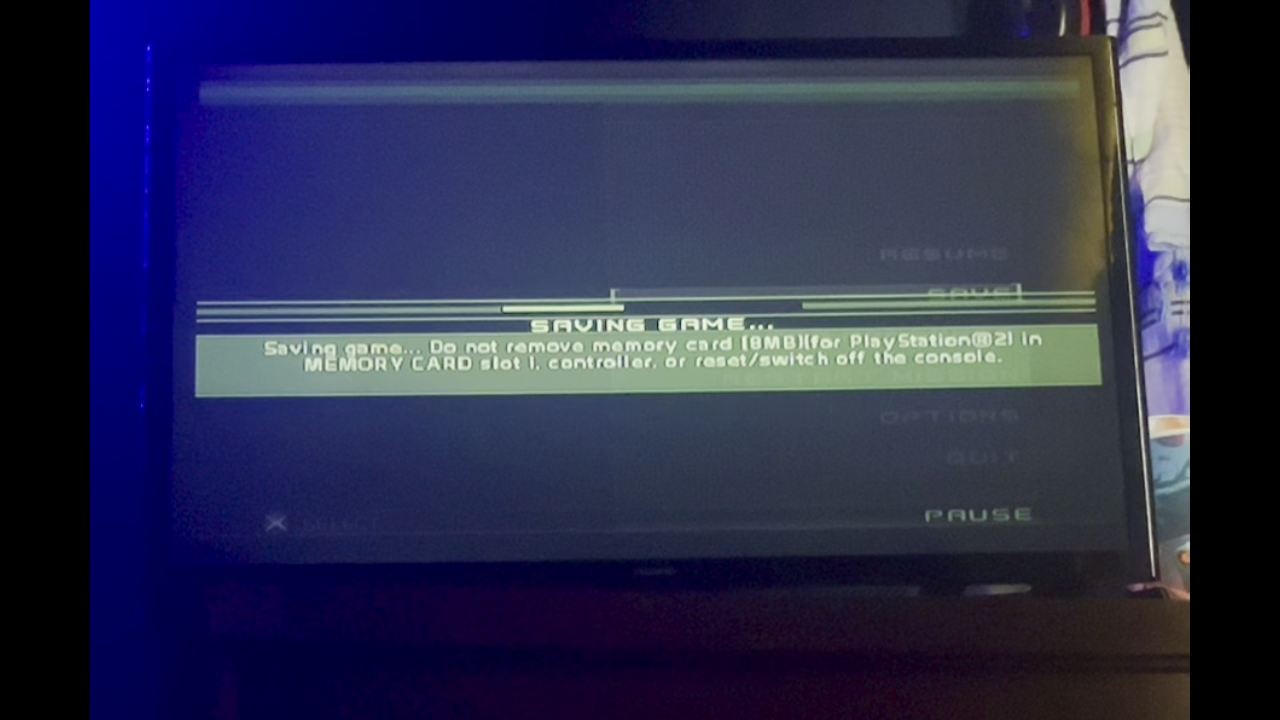 RESUME
SAVE
SAVING GAME...
Saving game... Do not remove memory card (8MB)(for PlayStation®2) in
MEMORY CARD slot 1, controller, or reset/switch off the console.
OPTIONS
QUIT
SELECT
PAUSE